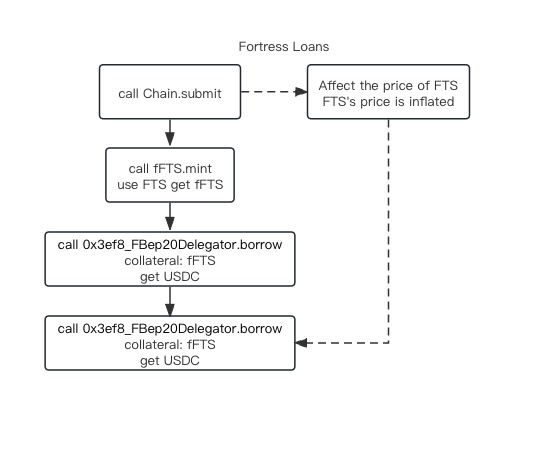 Fortress Loans
call Chain.submit
Affect the price of FTS
FTS's price is inflated
call fFTS.mint
use FTS get fFTS
call 0x3ef8_FBep20Delegator.borrow
collateral: fFTS
get USDC
call 0x3ef8_FBep20Delegator.borrow
collateral: fFTS
get USDC